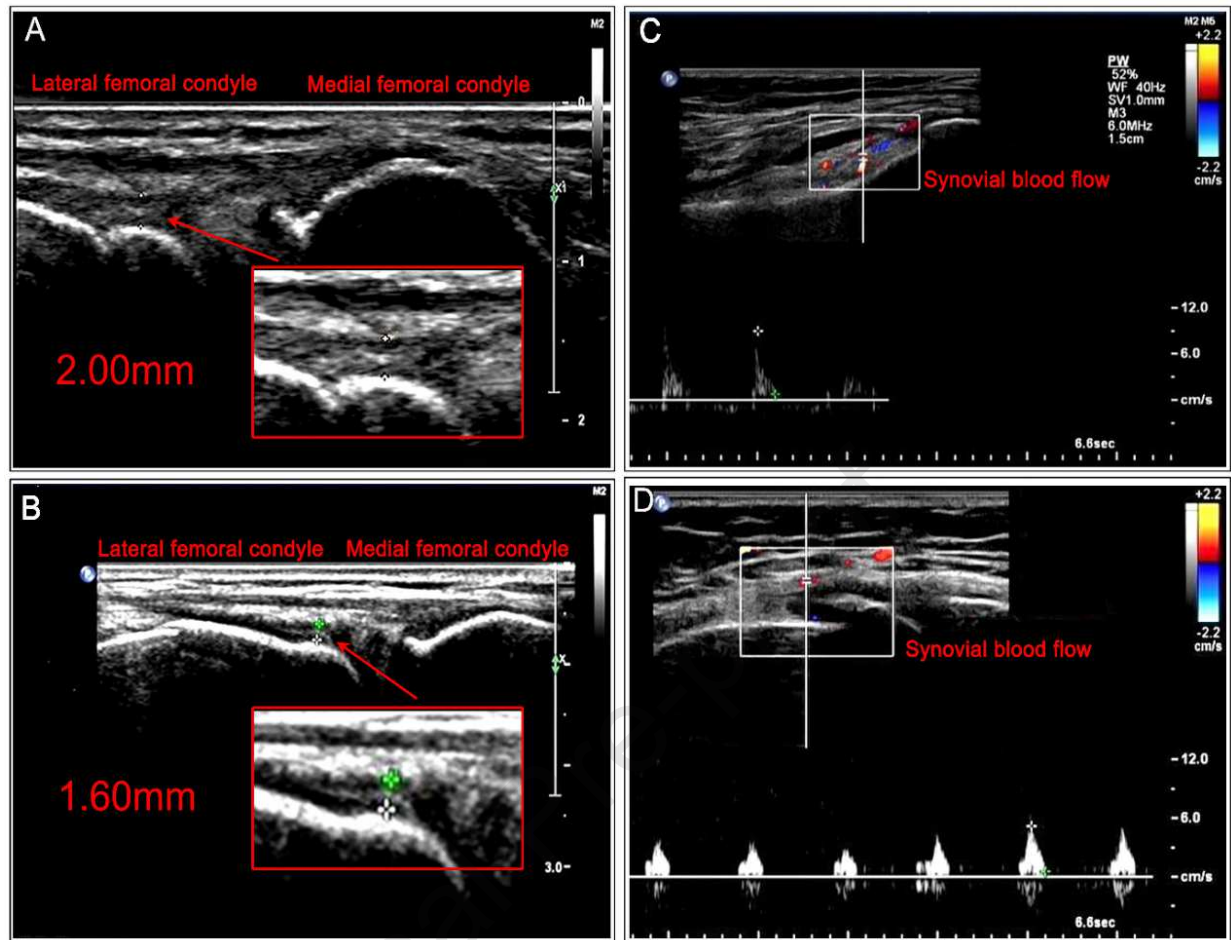 A
M2
Lateral femoral condyle Medial femoral condyle
0
X
1
2.00mm
2
C
M2 M5
+2.2
P
PW
52%
WF 40Hz
SV1.0mm
M3
6.0MHz
1.5cm
-2.2
cm/s
Synovial blood flow
12.0
6.0
cm/s
6.6sec
B
M2
Lateral femoral condyle Medial femoral condyle
P
X
1.60mm
3.0
D
P
+2.2
-2.2
cm/s
Synovial blood flow
-12.0
-6.0
cm/s
6.6sec